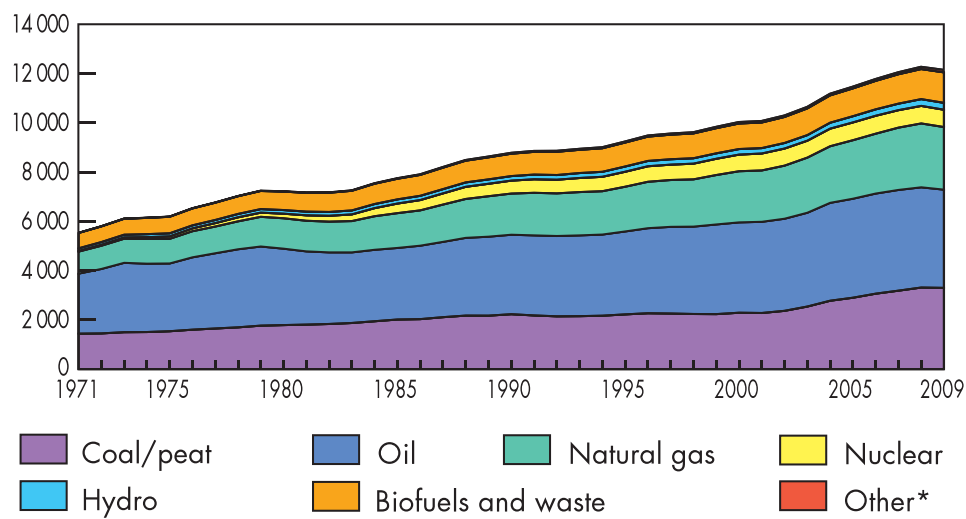 14 000
12 000
10 000
8 000
6 000
4 000
2 000
0
1971 1975 1980 1985 1990 1995 2000 2005 2009
Coal/peat Oil Natural gas Nuclear
Hydro Biofuels and waste Other*